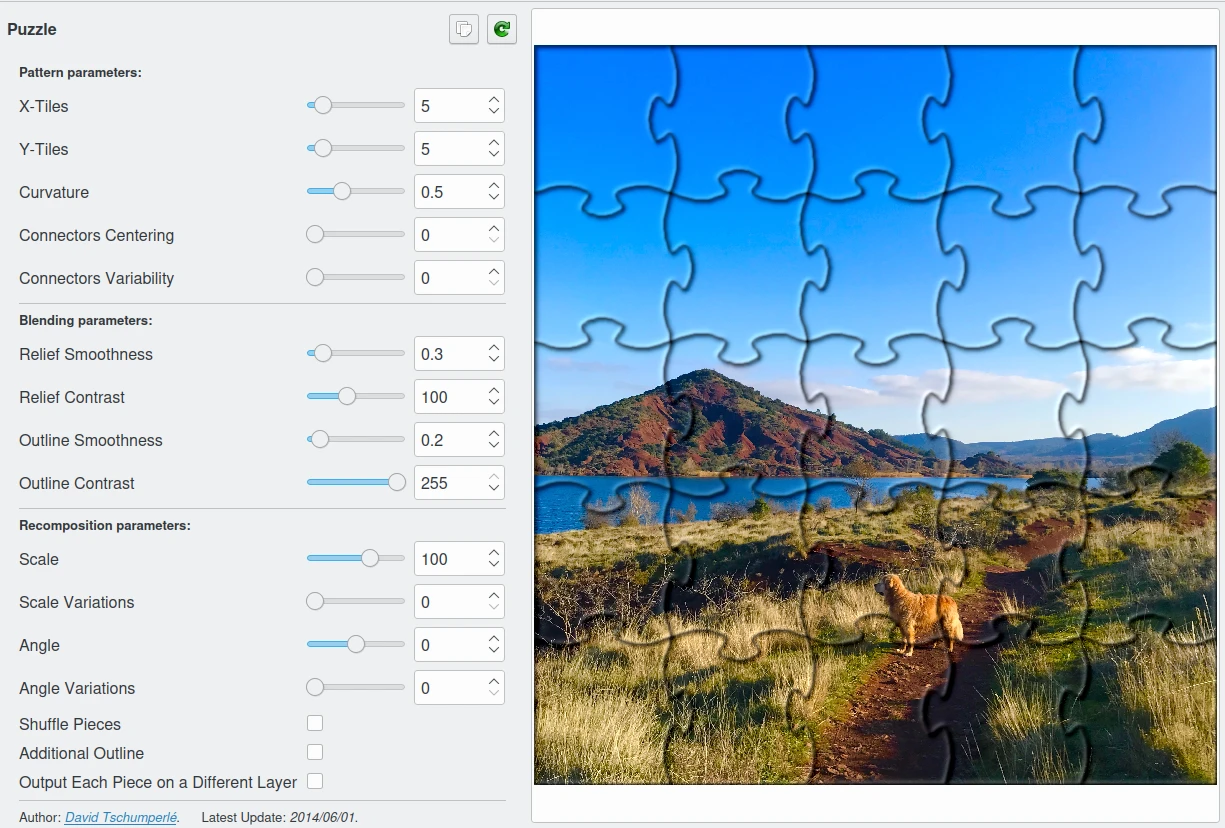 Puzzle
Pattern parameters:
X-Tiles 5
Y-Tiles 5
Curvature 0.5
Connectors Centering 0
Connectors Variability 0
Blending parameters:
Relief Smoothness 0.3
Relief Contrast 100
Outline Smoothness 0.2
Outline Contrast 255
Recomposition parameters:
Scale 100
Scale Variations 0
Angle 0
Angle Variations 0
Shuffle Pieces
Additional Outline
Output Each Piece on a Different Layer
Author: David Tschumperlé. Latest Update: 2014/06/01.